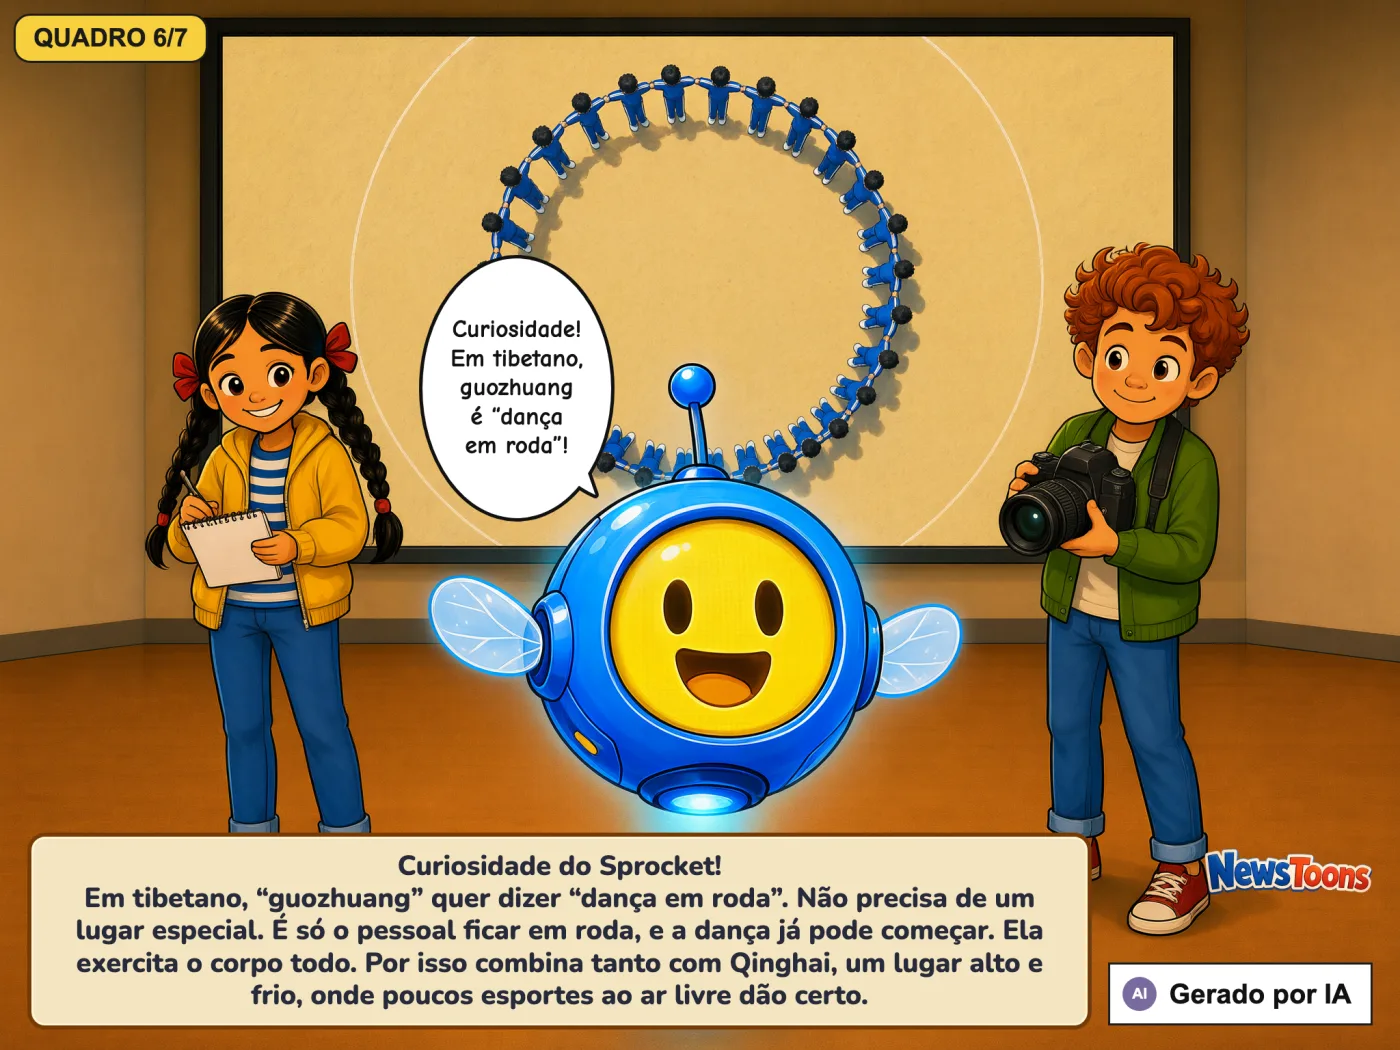 QUADRO 6/7
Curiosidade!
Em tibetano,
guozhuang
é “dança
em roda”!
Curiosidade do Sprocket!
Em tibetano, “guozhuang” quer dizer “dança em roda”. Não precisa de um
lugar especial. É só o pessoal ficar em roda, e a dança já pode começar. Ela
exercita o corpo todo. Por isso combina tanto com Qinghai, um lugar alto e
frio, onde poucos esportes ao ar livre dão certo.
NewsToons
AI Gerado por IA